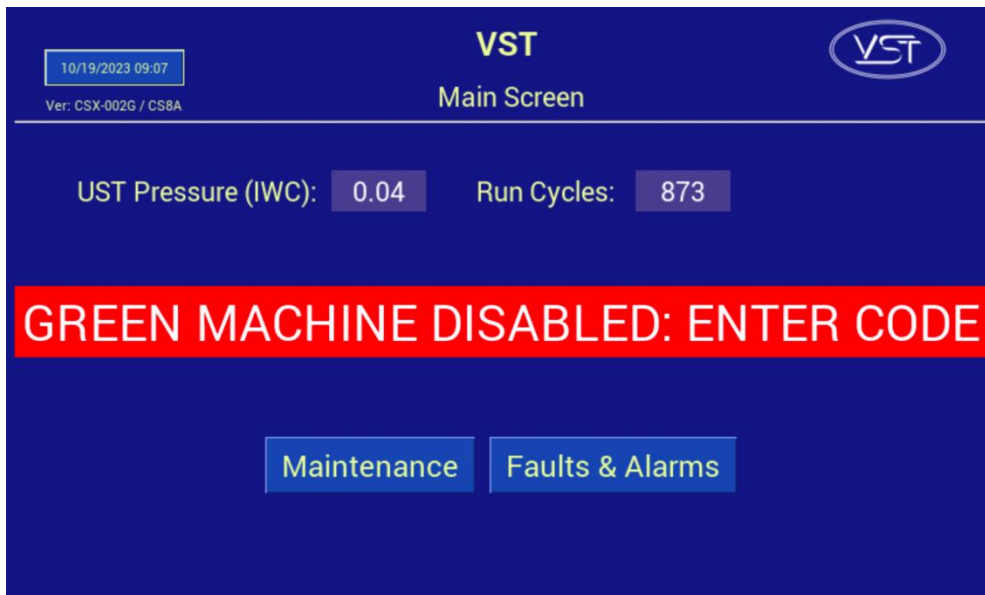 VST
10/19/2023 09:07
Ver: CSX-002G / CS8A
Main Screen
VST
UST Pressure (IWC): 0.04 Run Cycles: 873
GREEN MACHINE DISABLED: ENTER CODE
Maintenance Faults & Alarms